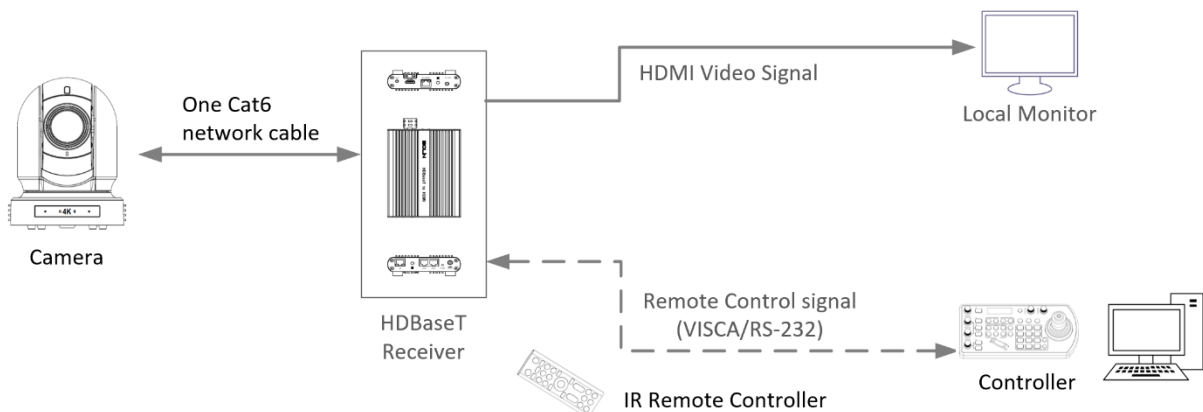 One Cat6
network cable
HDMI Video Signal
Local Monitor
4K
Camera
HDBaseT
Receiver
Remote Control signal
(VISCA/RS-232)
IR Remote Controller
Controller